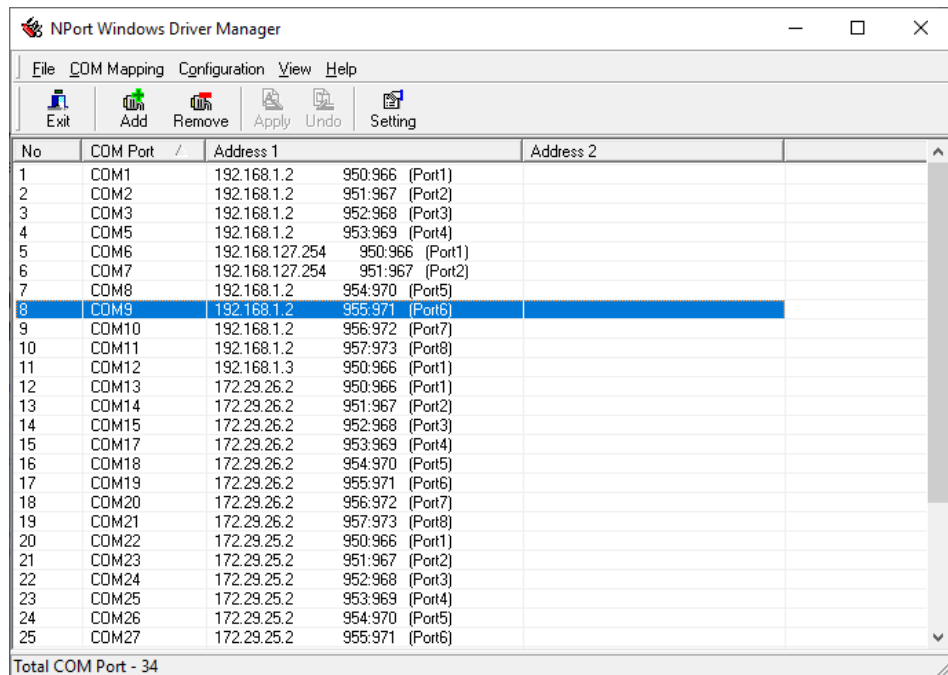 NPort Windows Driver Manager
File COM Mapping Configuration View Help
Exit Add Remove Apply Undo Setting
No COM Port Address 1 Address 2
1 COM1 192.168.1.2 950:966 (Port1)
2 COM2 192.168.1.2 951:967 (Port2)
3 COM3 192.168.1.2 952:968 (Port3)
4 COM5 192.168.1.2 953:969 (Port4)
5 COM6 192.168.127.254 950:966 (Port1)
6 COM7 192.168.127.254 951:967 (Port2)
7 COM8 192.168.1.2 954:970 (Port5)
8 COM9 192.168.1.2 955:971 (Port6)
9 COM10 192.168.1.2 956:972 (Port7)
10 COM11 192.168.1.2 957:973 (Port8)
11 COM12 192.168.1.3 950:966 (Port1)
12 COM13 172.29.26.2 950:966 (Port1)
13 COM14 172.29.26.2 951:967 (Port2)
14 COM15 172.29.26.2 952:968 (Port3)
15 COM17 172.29.26.2 953:969 (Port4)
16 COM18 172.29.26.2 954:970 (Port5)
17 COM19 172.29.26.2 955:971 (Port6)
18 COM20 172.29.26.2 956:972 (Port7)
19 COM21 172.29.26.2 957:973 (Port8)
20 COM22 172.29.25.2 950:966 (Port1)
21 COM23 172.29.25.2 951:967 (Port2)
22 COM24 172.29.25.2 952:968 (Port3)
23 COM25 172.29.25.2 953:969 (Port4)
24 COM26 172.29.25.2 954:970 (Port5)
25 COM27 172.29.25.2 955:971 (Port6)
Total COM Port - 34